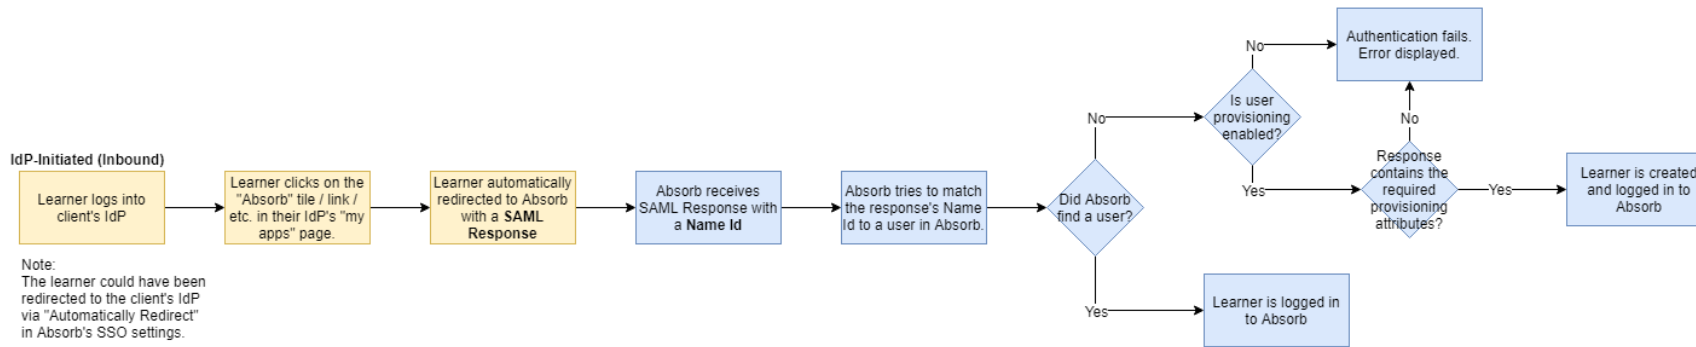 IdP-Initiated (Inbound)
Learner logs into
client's IdP
Note:
The learner could have been
redirected to the client's IdP
via "Automatically Redirect"
in Absorb's SSO settings.
Learner clicks on the
"Absorb" tile / link /
etc. in their IdP's "my
apps" page.
Learner automatically
redirected to Absorb
with a SAML
Response
Absorb receives
SAML Response with
a Name Id
Absorb tries to match
the response's Name
Id to a user in Absorb.
Did Absorb
find a user?
No
Yes
Learner is logged in
to Absorb
Is user
provisioning
enabled?
No
Yes
Authentication fails.
Error displayed.
No
Response
contains the
required
provisioning
attributes?
Yes
Learner is created
and logged in to
Absorb